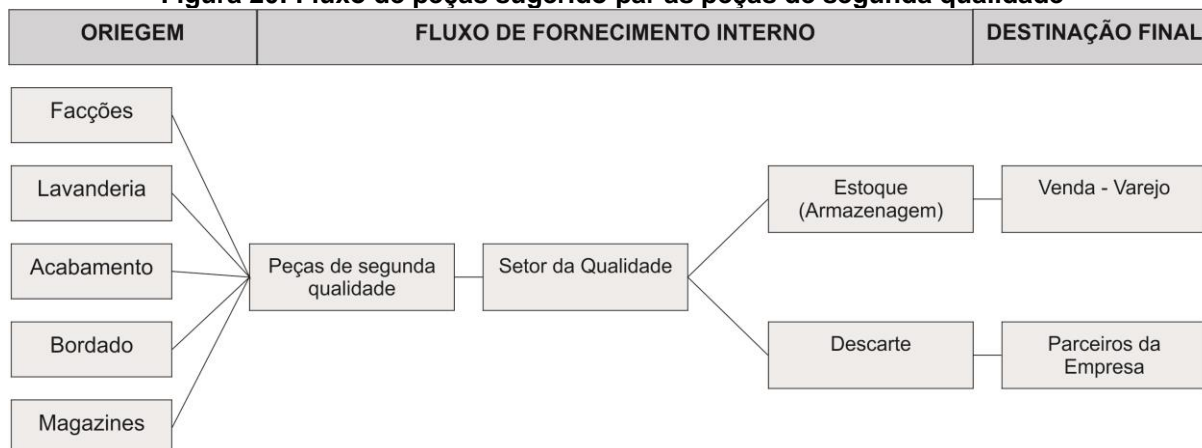 Figura 20: Fluxo de peças sugerido par as peças de segunda qualidade
ORIEGEM
FLUXO DE FORNECIMENTO INTERNO
DESTINAÇÃO FINAL
Facções
Lavanderia
Acabamento
Bordado
Magazines
Peças de segunda
qualidade
Setor da Qualidade
Estoque
(Armazenagem)
Descarte
Venda - Varejo
Parceiros da
Empresa